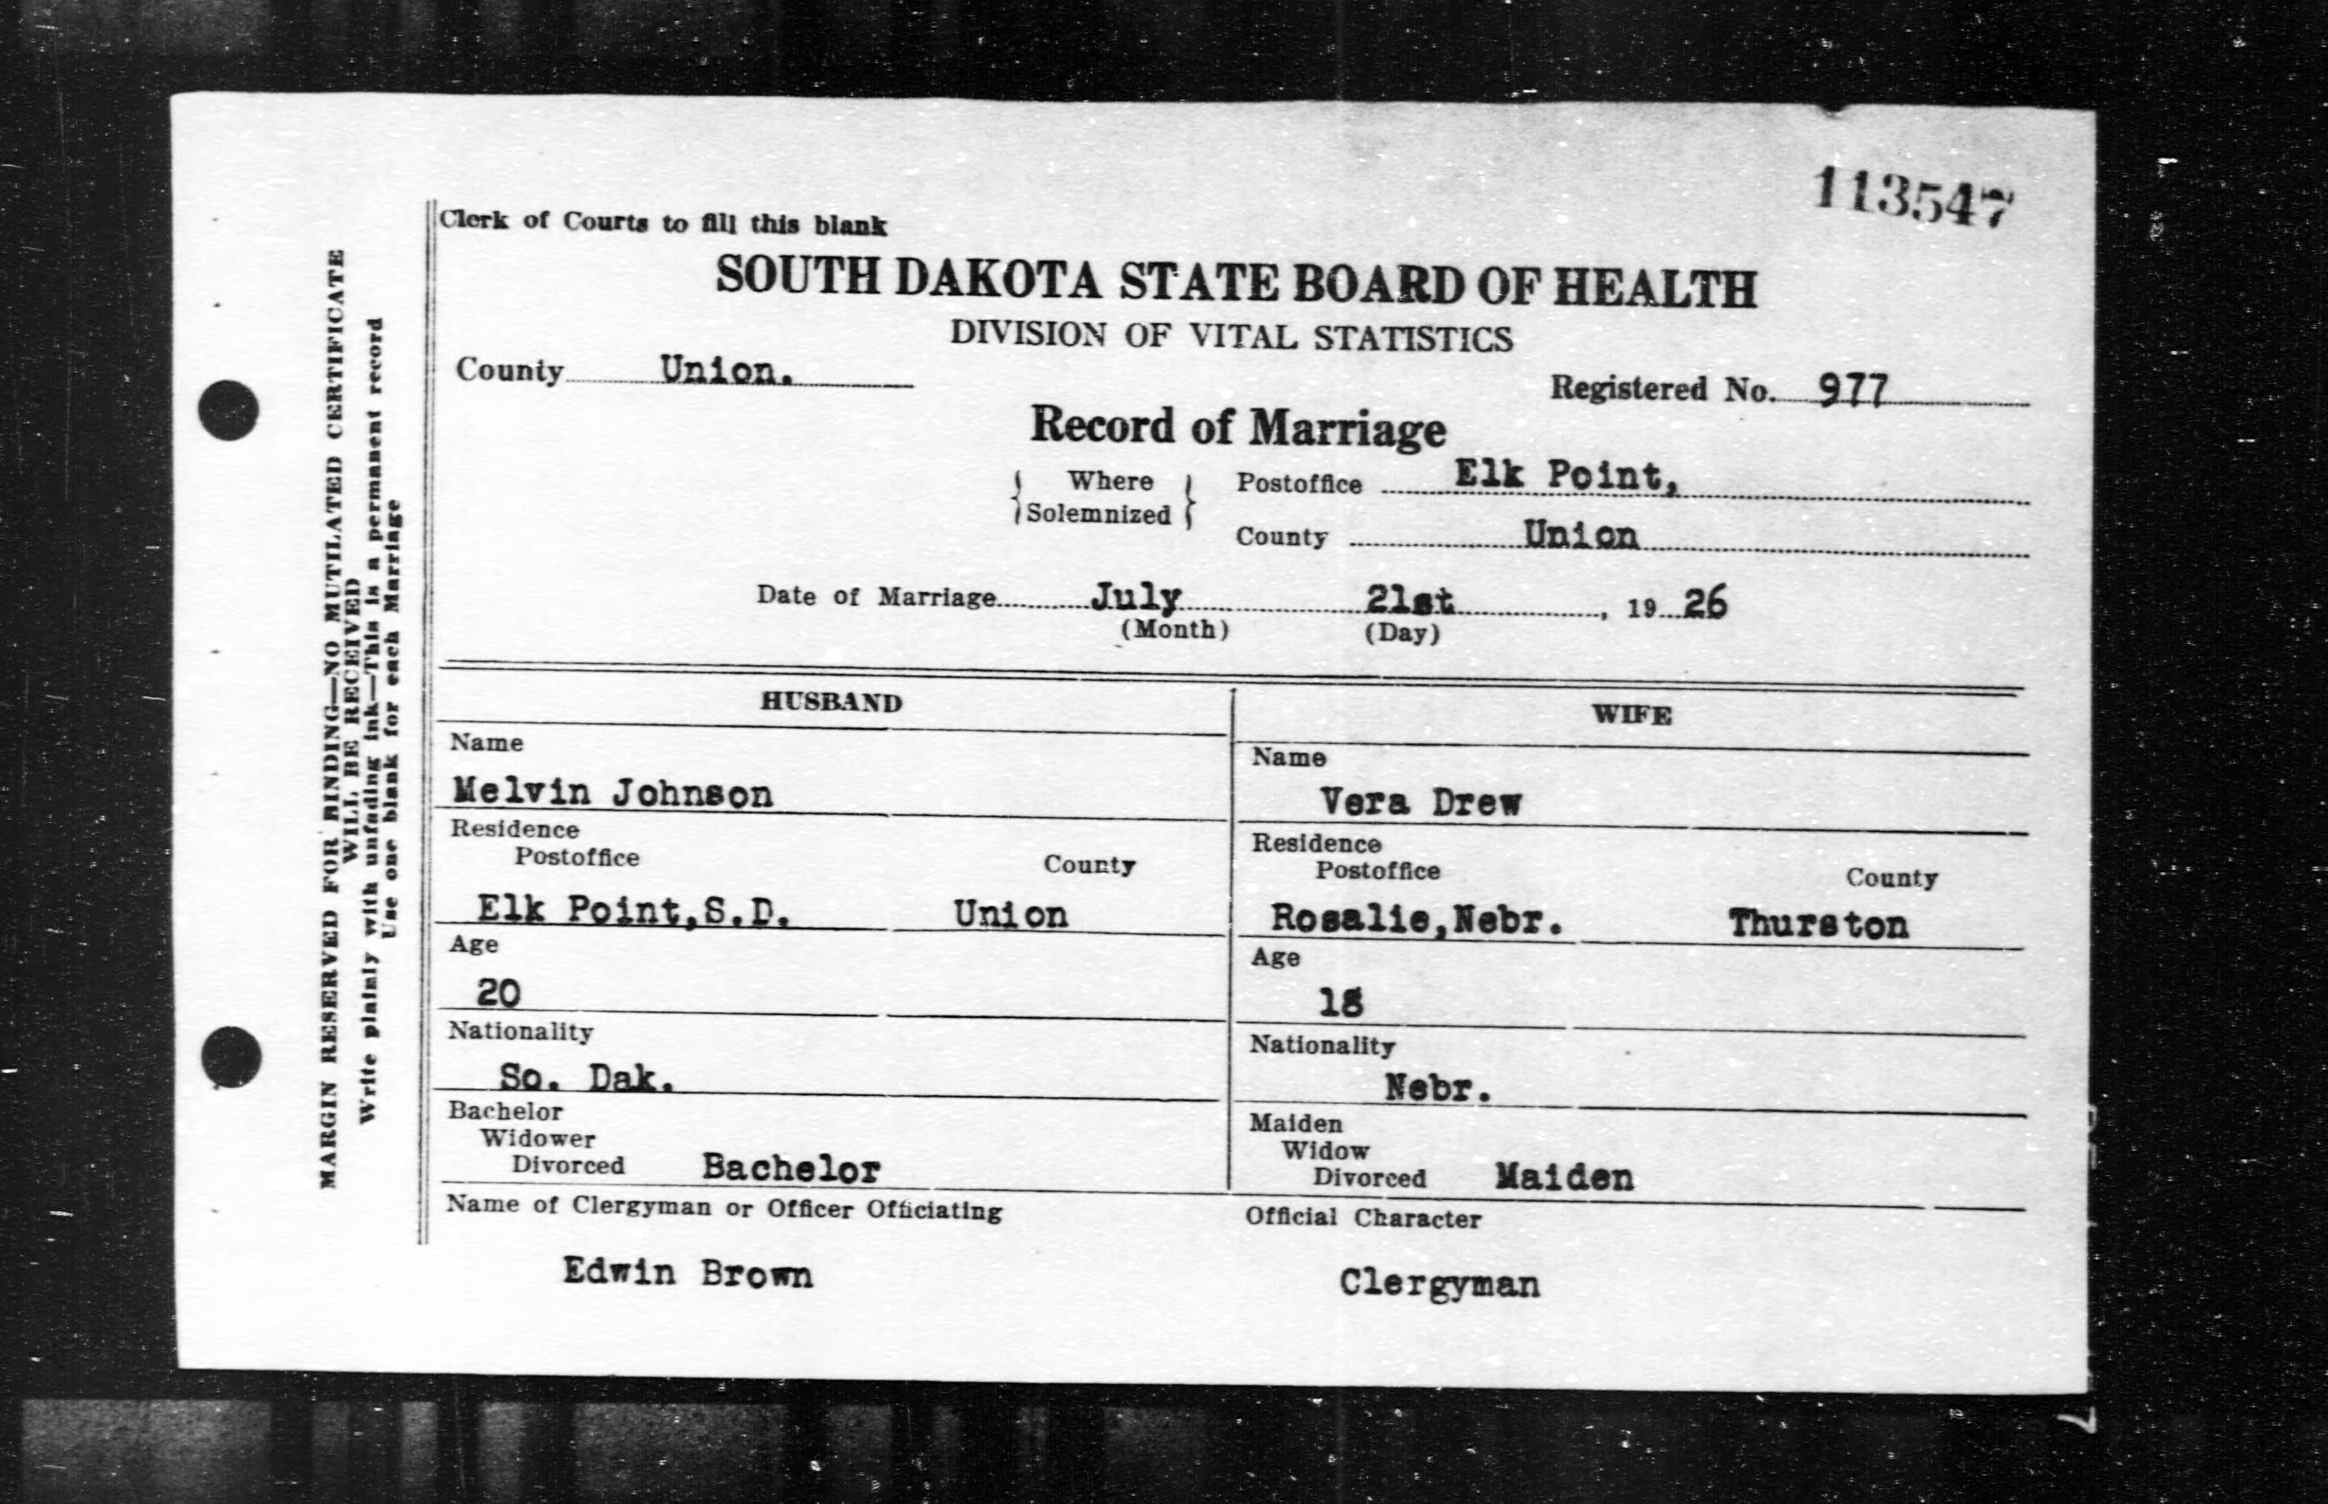 113547
Clerk of Courts to fill this blank
SOUTH DAKOTA STATE BOARD OF HEALTH
DIVISION OF VITAL STATISTICS
County Union.
Registered No. 977
Record of Marriage
Where Solemnized
Postoffice Elk Point,
County Union
Date of Marriage July 21st, 1926
(Month) (Day)
HUSBAND
Name
Melvin Johnson
Residence
Postoffice County
Elk Point,S.D. Union
Age
20
Nationality
So. Dak.
Bachelor
Widower
Divorced Bachelor
WIFE
Name
Vera Drew
Residence
Postoffice County
Rosalie,Nebr. Thurston
Age
18
Nationality
Nebr.
Maiden
Widow
Divorced Maiden
Name of Clergyman or Officer Officiating
Edwin Brown
Official Character
Clergyman
MARGIN RESERVED FOR BINDING—NO MUTILATED CERTIFICATE
WILL BE RECEIVED
Write plainly with unfading ink—This is a permanent record
Use one blank for each Marriage